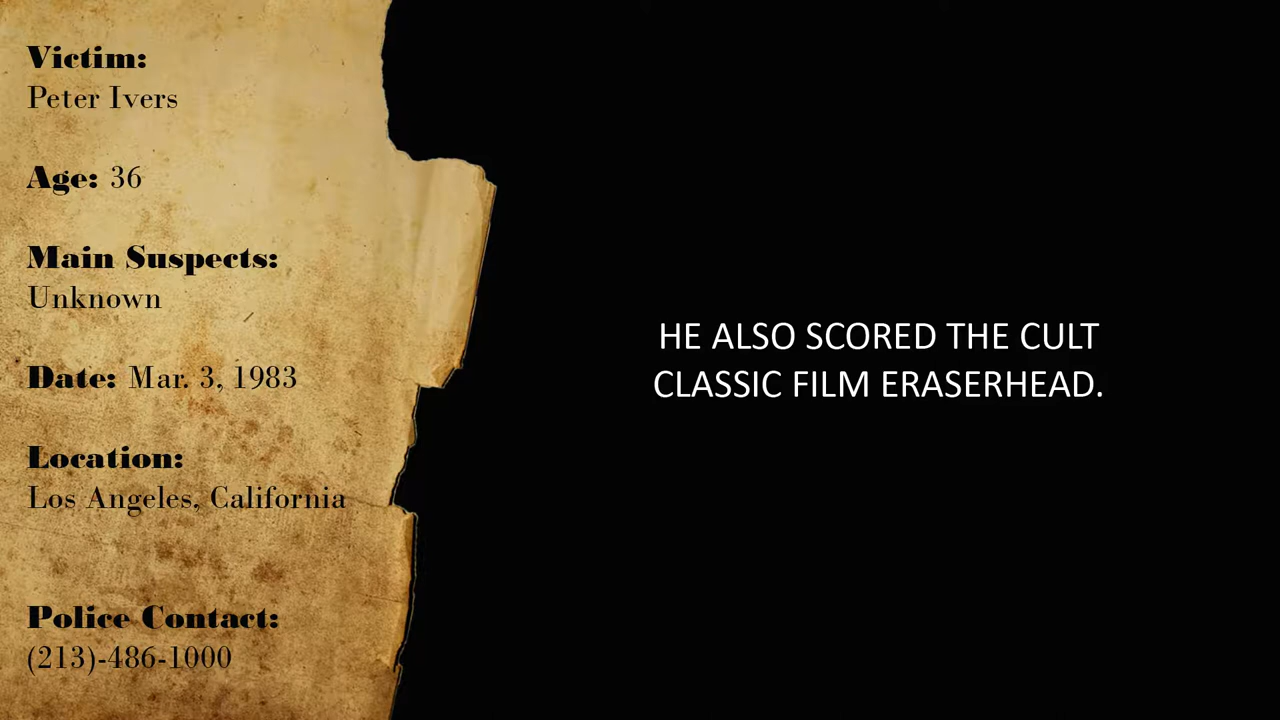 Victim:
Peter Ivers
Age: 36
Main Suspects:
Unknown
Date: Mar. 3, 1983
Location:
Los Angeles, California
Police Contact:
(213)-486-1000
HE ALSO SCORED THE CULT
CLASSIC FILM ERASERHEAD.